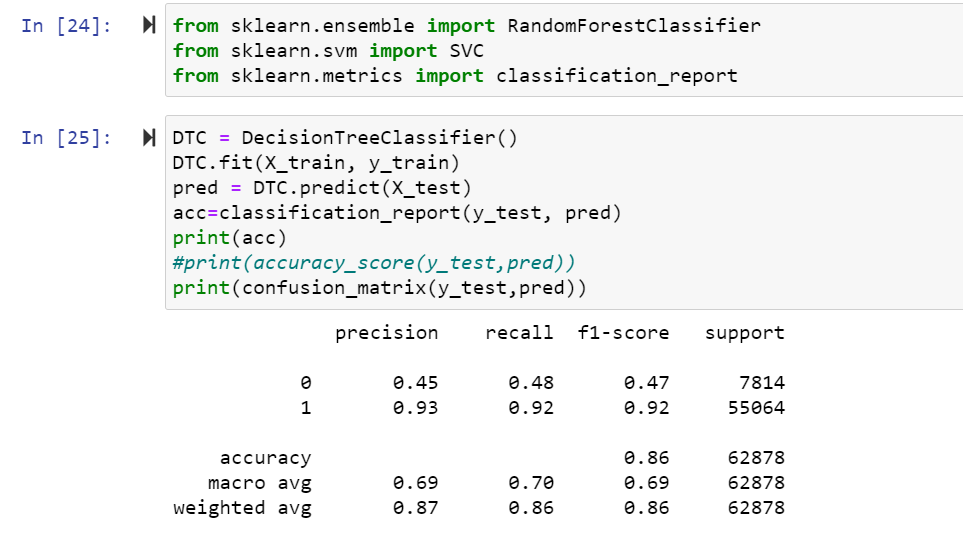 In [24]: from sklearn.ensemble import RandomForestClassifier
from sklearn.svm import SVC
from sklearn.metrics import classification_report
In [25]: DTC = DecisionTreeClassifier()
DTC.fit(X_train, y_train)
pred = DTC.predict(X_test)
acc=classification_report(y_test, pred)
print(acc)
#print(accuracy_score(y_test,pred))
print(confusion_matrix(y_test,pred))
precision recall f1-score support
0 0.45 0.48 0.47 7814
1 0.93 0.92 0.92 55064
accuracy 0.86 62878
macro avg 0.69 0.70 0.69 62878
weighted avg 0.87 0.86 0.86 62878